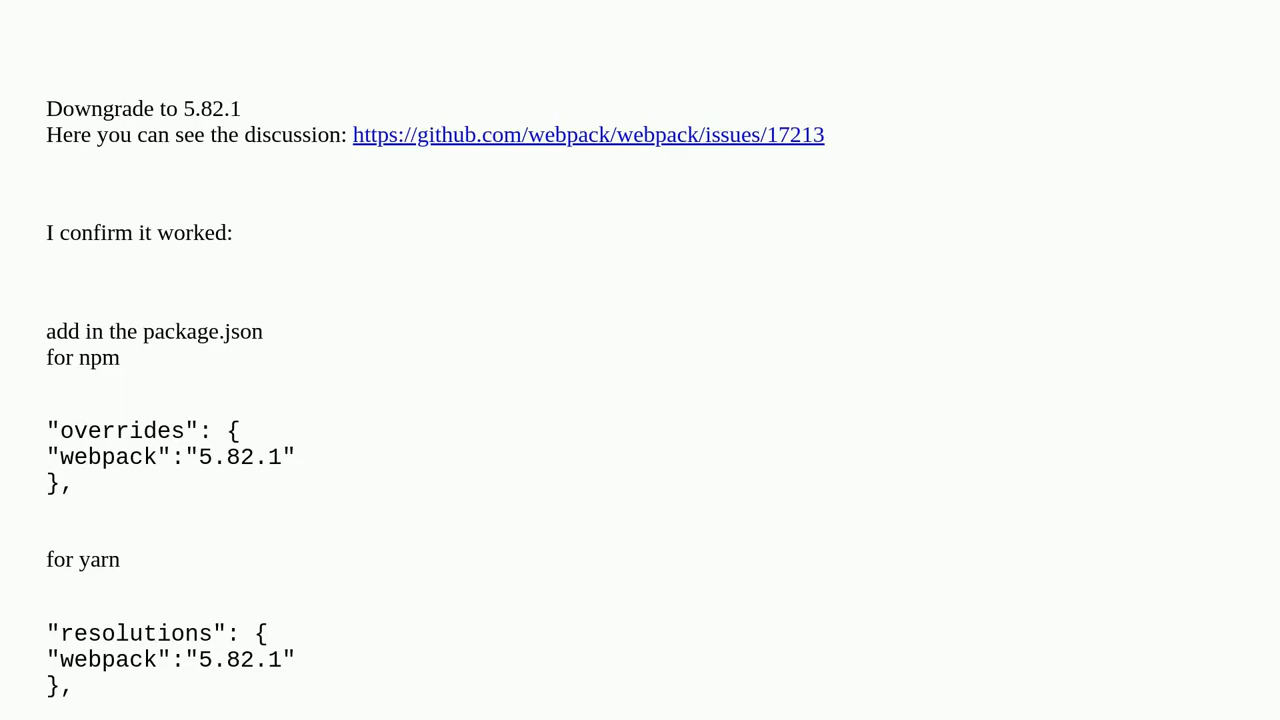 Downgrade to 5.82.1
Here you can see the discussion: https://github.com/webpack/webpack/issues/17213
I confirm it worked:
add in the package.json
for npm
"overrides": {
"webpack":"5.82.1"
},
for yarn
"resolutions": {
"webpack":"5.82.1"
},